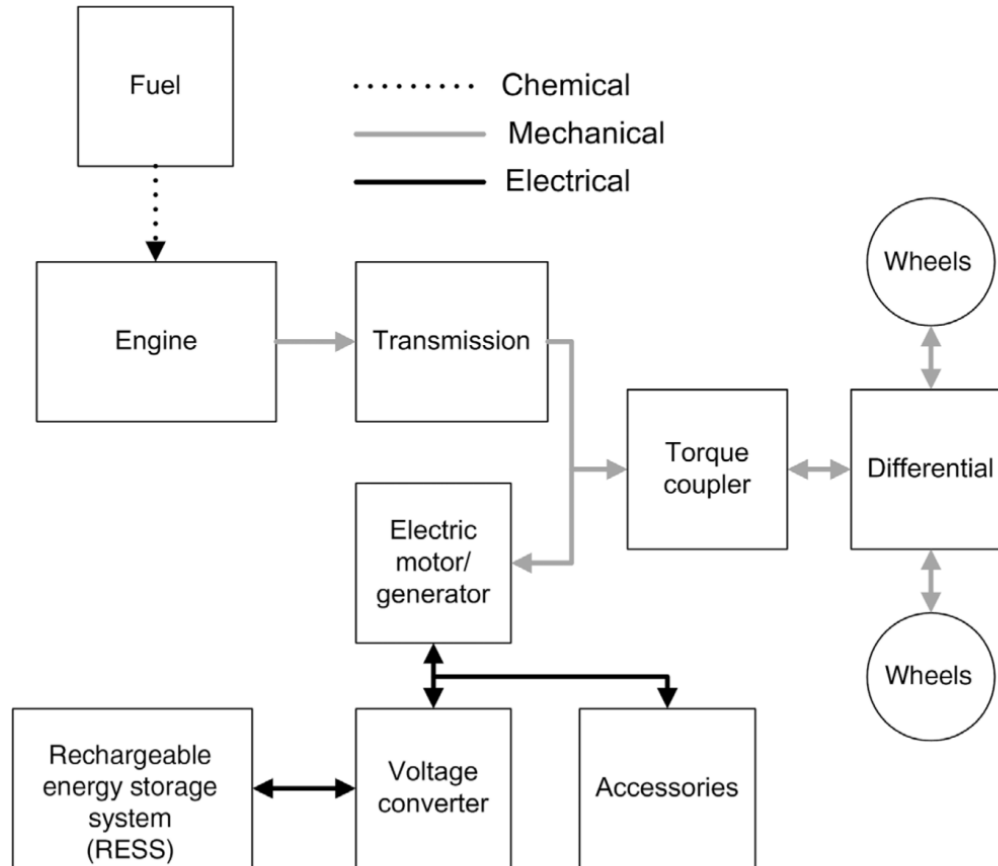 Fuel
Chemical
Mechanical
Electrical
Wheels
Engine
Transmission
Torque
coupler
Differential
Electric
motor/
generator
Wheels
Rechargeable
energy storage
system
(RESS)
Voltage
converter
Accessories